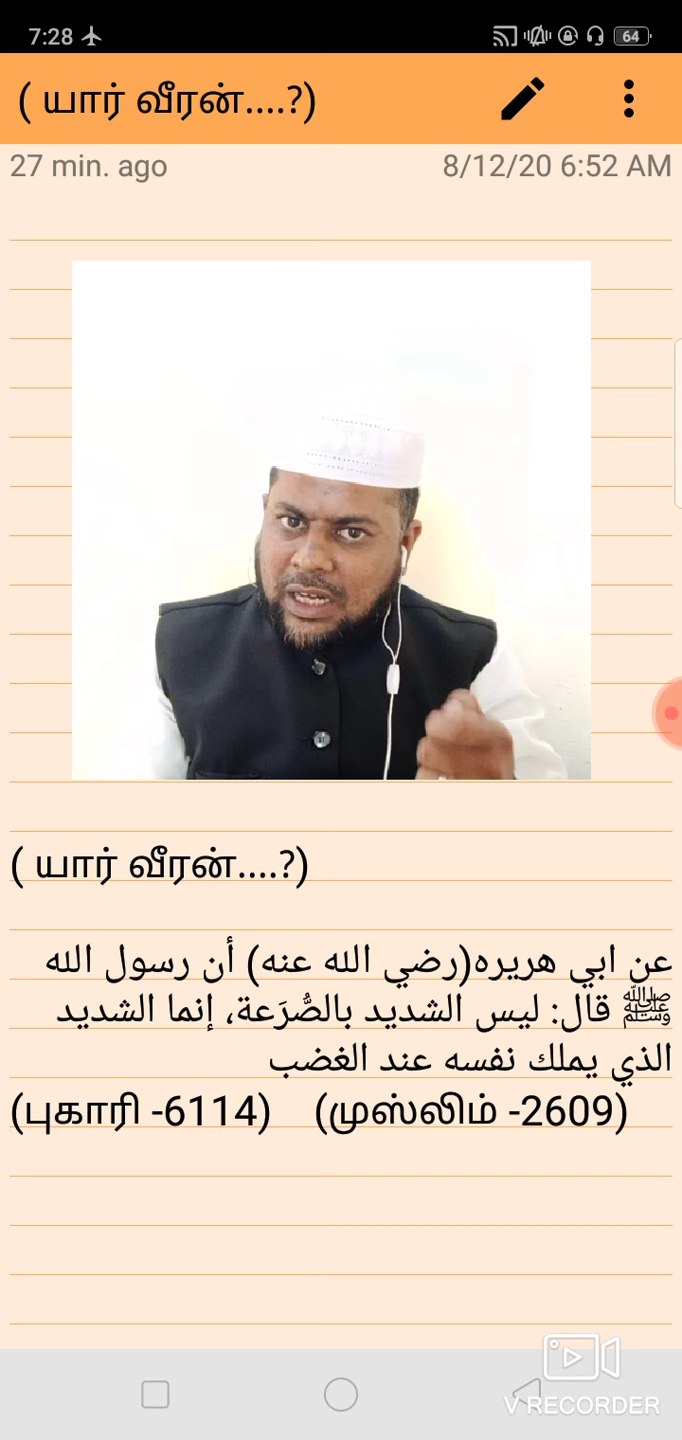 7:28
64
( யார் வீரன்....?)
27 min. ago 8/12/20 6:52 AM
( யார் வீரன்....?)
عن ابي هريره(رضي الله عنه) أن رسول الله
ﷺ قال: ليس الشديد بالصُّرَعة، إنما الشديد
الذي يملك نفسه عند الغضب
(புகாரி -6114) (முஸ்லிம் -2609)
V RECORDER